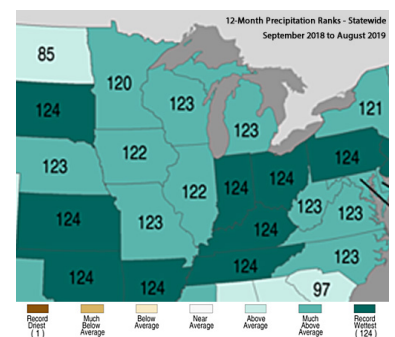 12-Month Precipitation Ranks - Statewide
September 2018 to August 2019
85
120
124
123
123
121
122
124
123
122
124
124
123
123
124
124
123
124
123
124
124
97
Record Driest ( 1 )
Much Below Average
Below Average
Near Average
Above Average
Much Above Average
Record Wettest ( 124 )